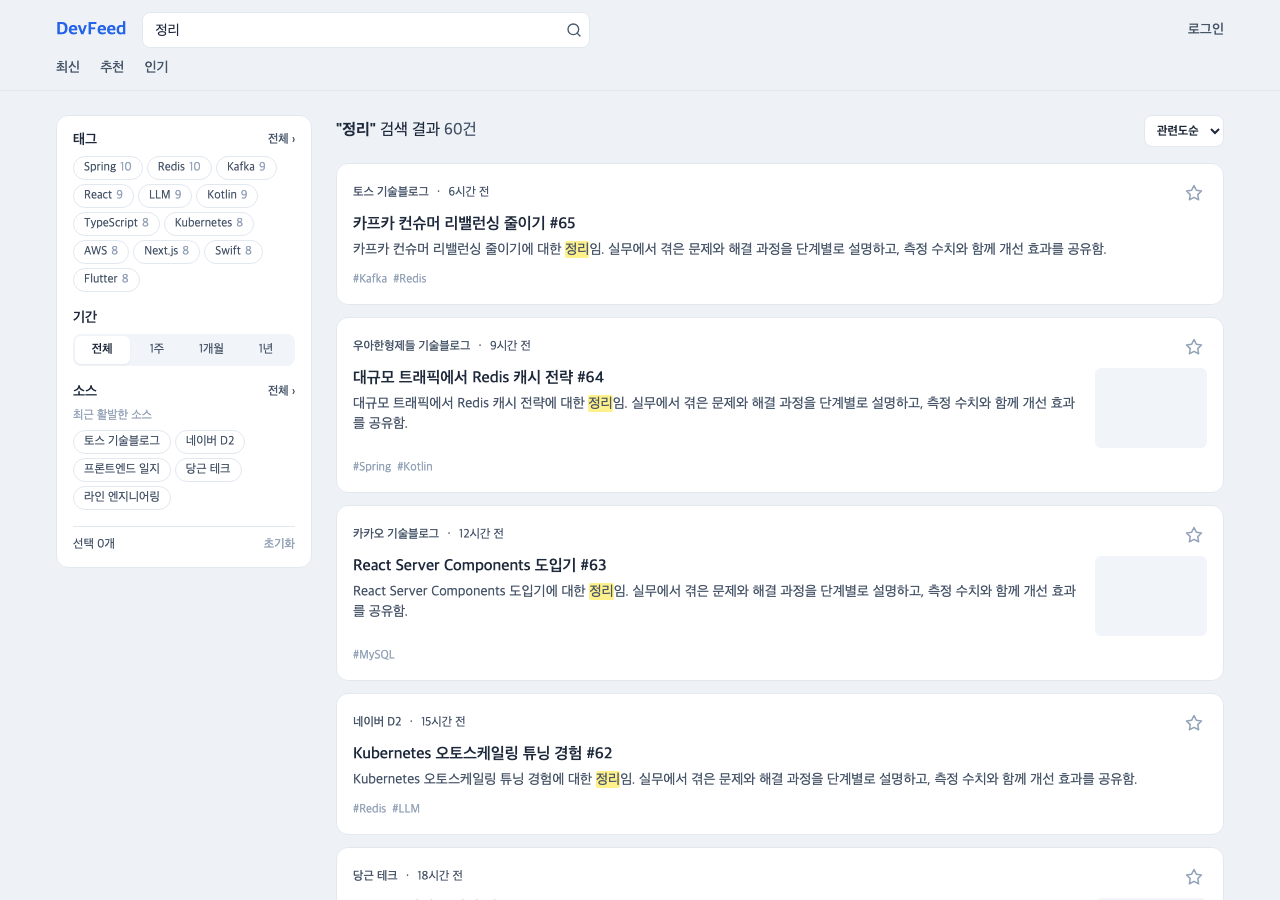 DevFeed
정리
로그인
최신 추천 인기
태그 전체 ›
Spring 10 Redis 10 Kafka 9
React 9 LLM 9 Kotlin 9
TypeScript 8 Kubernetes 8
AWS 8 Next.js 8 Swift 8
Flutter 8
기간
전체 1주 1개월 1년
소스 전체 ›
최근 활발한 소스
토스 기술블로그 네이버 D2
프론트엔드 일지 당근 테크
라인 엔지니어링
선택 0개 초기화
"정리" 검색 결과 60건
관련도순
토스 기술블로그 · 6시간 전
카프카 컨슈머 리밸런싱 줄이기 #65
카프카 컨슈머 리밸런싱 줄이기에 대한 정리임. 실무에서 겪은 문제와 해결 과정을 단계별로 설명하고, 측정 수치와 함께 개선 효과를 공유함.
#Kafka #Redis
우아한형제들 기술블로그 · 9시간 전
대규모 트래픽에서 Redis 캐시 전략 #64
대규모 트래픽에서 Redis 캐시 전략에 대한 정리임. 실무에서 겪은 문제와 해결 과정을 단계별로 설명하고, 측정 수치와 함께 개선 효과
를 공유함.
#Spring #Kotlin
카카오 기술블로그 · 12시간 전
React Server Components 도입기 #63
React Server Components 도입기에 대한 정리임. 실무에서 겪은 문제와 해결 과정을 단계별로 설명하고, 측정 수치와 함께 개선 효과
를 공유함.
#MySQL
네이버 D2 · 15시간 전
Kubernetes 오토스케일링 튜닝 경험 #62
Kubernetes 오토스케일링 튜닝 경험에 대한 정리임. 실무에서 겪은 문제와 해결 과정을 단계별로 설명하고, 측정 수치와 함께 개선 효과를 공유함.
#Redis #LLM
당근 테크 · 18시간 전